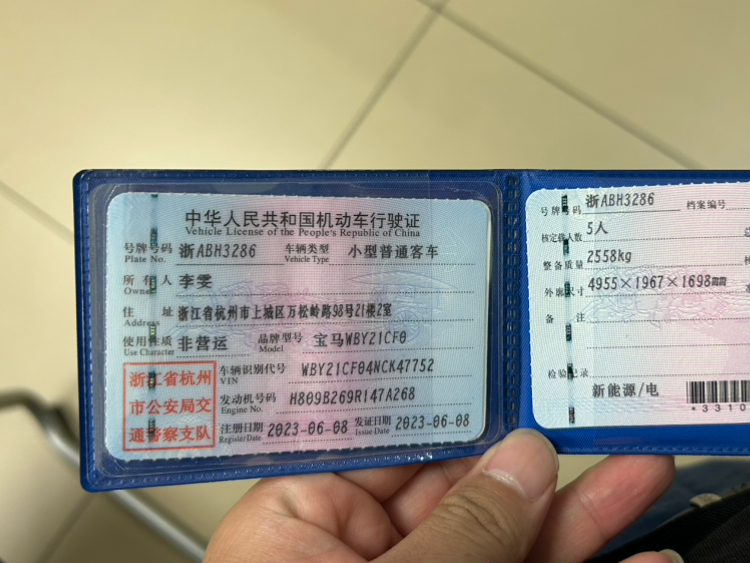 中华人民共和国机动车行驶证
Vehicle License of the People's Republic of China
号牌号码 浙ABH3286 车辆类型 小型普通客车
Plate No. Vehicle Type
所有人 李雯
Owner
住 址 浙江省杭州市上城区万松岭路98号21楼2室
Address
使用性质 非营运 品牌型号 宝马WBY21CF0
Use Character Model
浙江省杭州
市公安局交
通警察支队
车辆识别代号 WBY21CF04NCK47752
VIN
发动机号码 H809B269R147A268
Engine No.
注册日期 2023-06-08 发证日期 2023-06-08
Register Date Issue Date
号牌号码 浙ABH3286 档案编号
核定载人数 5人
整备质量 2558kg
外廓尺寸 4955×1967×1698mm
备 注
检验记录
新能源/电
*3310